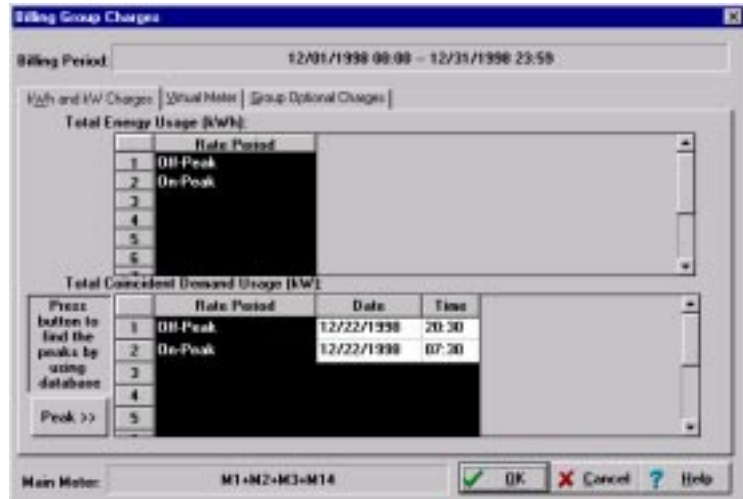 Billing Group Charges
Billing Period: 12/01/1998 00:00 -- 12/31/1998 23:59
kWh and kW Charges Virtual Meter Group Optional Charges
Total Energy Usage (kWh):
Rate Period
1 Off-Peak
2 On-Peak
3
4
5
6
Total Coincident Demand Usage (kW):
Press button to find the peaks by using database
Rate Period Date Time
1 Off-Peak 12/22/1998 20:30
2 On-Peak 12/22/1998 07:30
3
4
5
Peak >>
Main Meter: M1+M2+M3+M14
OK Cancel ? Help